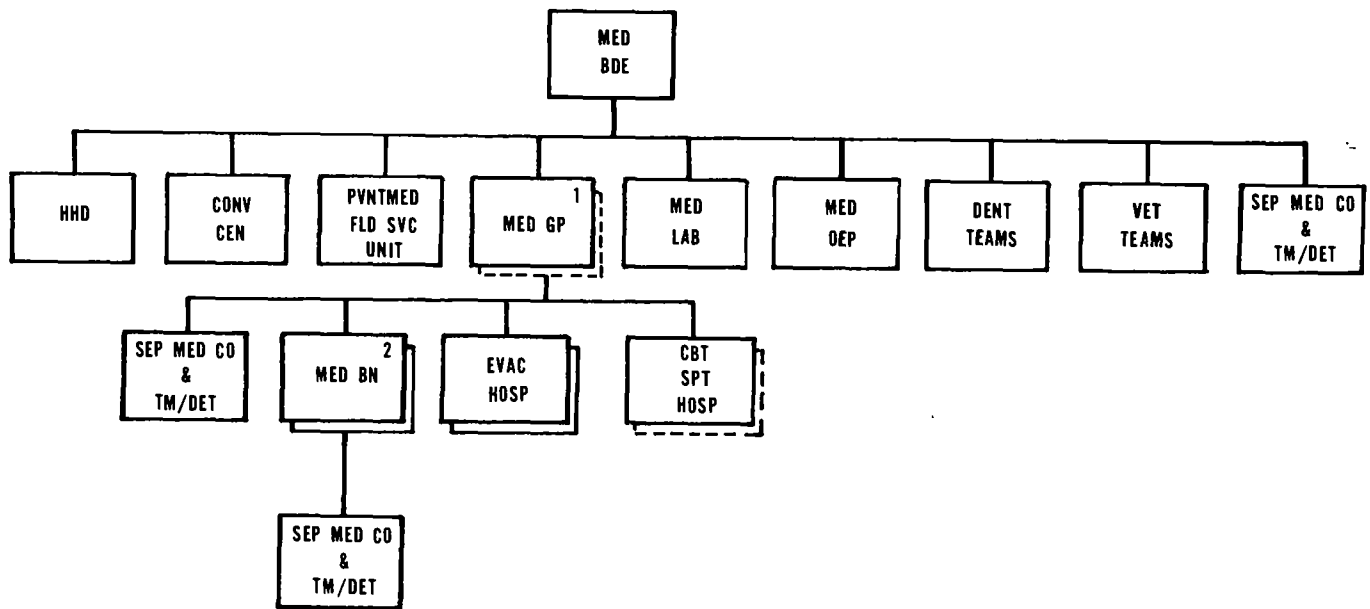 MED
BDE
HHD
CONV
CEN
PVNTMED
FLD SVC
UNIT
1
MED GP
MED
LAB
MED
OEP
DENT
TEAMS
VET
TEAMS
SEP MED CO
&
TM/DET
SEP MED CO
&
TM/DET
2
MED BN
EVAC
HOSP
CBT
SPT
HOSP
SEP MED CO
&
TM/DET